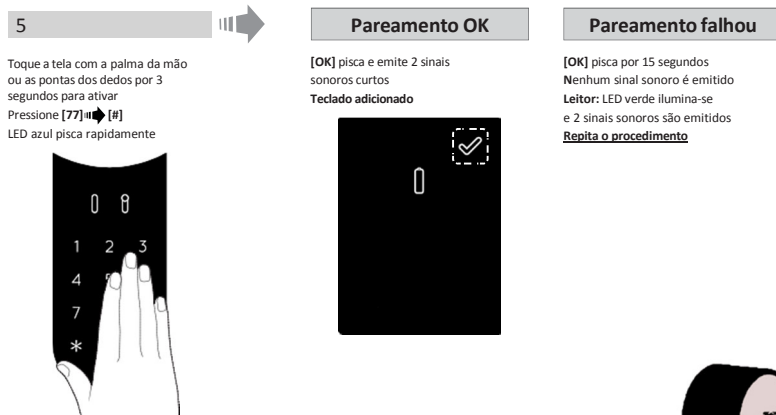 5
Toque a tela com a palma da mão
ou as pontas dos dedos por 3
segundos para ativar
Pressione [77] [#]
LED azul pisca rapidamente
1 2 3
4
7
*
Pareamento OK
[OK] pisca e emite 2 sinais
sonoros curtos
Teclado adicionado
Pareamento falhou
[OK] pisca por 15 segundos
Nenhum sinal sonoro é emitido
Leitor: LED verde ilumina-se
e 2 sinais sonoros são emitidos
Repita o procedimento